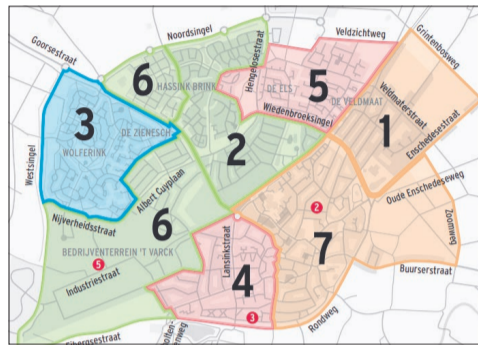 Noordsingel
Veldzichtweg
Grintenbosweg
Goorsestraat
Hengelosestraat
6
HASSINK BRINK
DE ELS
5
DE VELDMAAT
Veldmaterstraat
Enschedesestraat
3
DE ZIENESCH
WOLFERINK
Wiedenbroeksingel
1
2
Westsingel
Albert Cuyplaan
6
Oude Enschedeseweg
2
Nijverheidsstraat
BEDRIJVENTERREIN 'T VARCK
Zoomweg
7
5
Industriestraat
Lansinkstraat
4
Buurserstraat
3
Rondweg